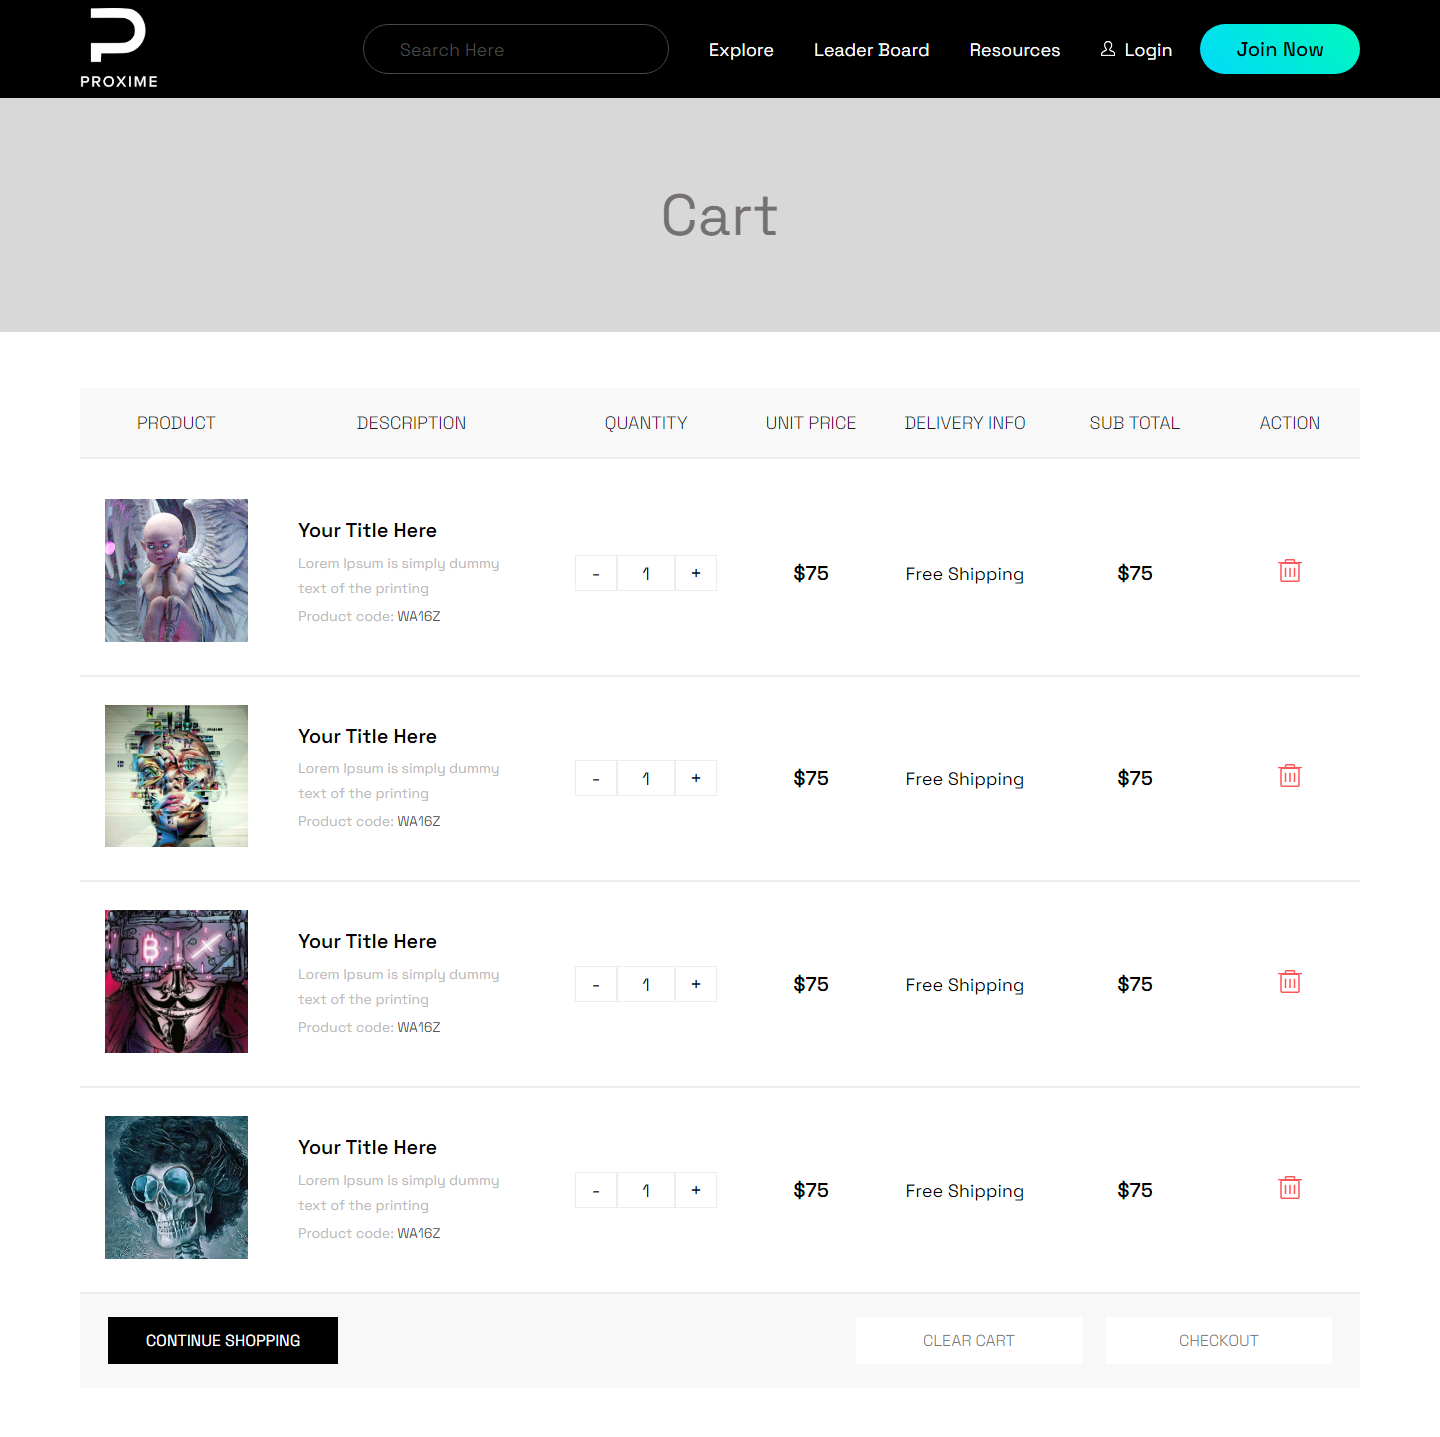 PROXIME
Search Here
Explore
Leader Board
Resources
Login
Join Now
Cart
PRODUCT
DESCRIPTION
QUANTITY
UNIT PRICE
DELIVERY INFO
SUB TOTAL
ACTION
Your Title Here
Lorem Ipsum is simply dummy
text of the printing
Product code: WA16Z
- 1 +
$75
Free Shipping
$75
Your Title Here
Lorem Ipsum is simply dummy
text of the printing
Product code: WA16Z
- 1 +
$75
Free Shipping
$75
Your Title Here
Lorem Ipsum is simply dummy
text of the printing
Product code: WA16Z
- 1 +
$75
Free Shipping
$75
Your Title Here
Lorem Ipsum is simply dummy
text of the printing
Product code: WA16Z
- 1 +
$75
Free Shipping
$75
CONTINUE SHOPPING
CLEAR CART
CHECKOUT